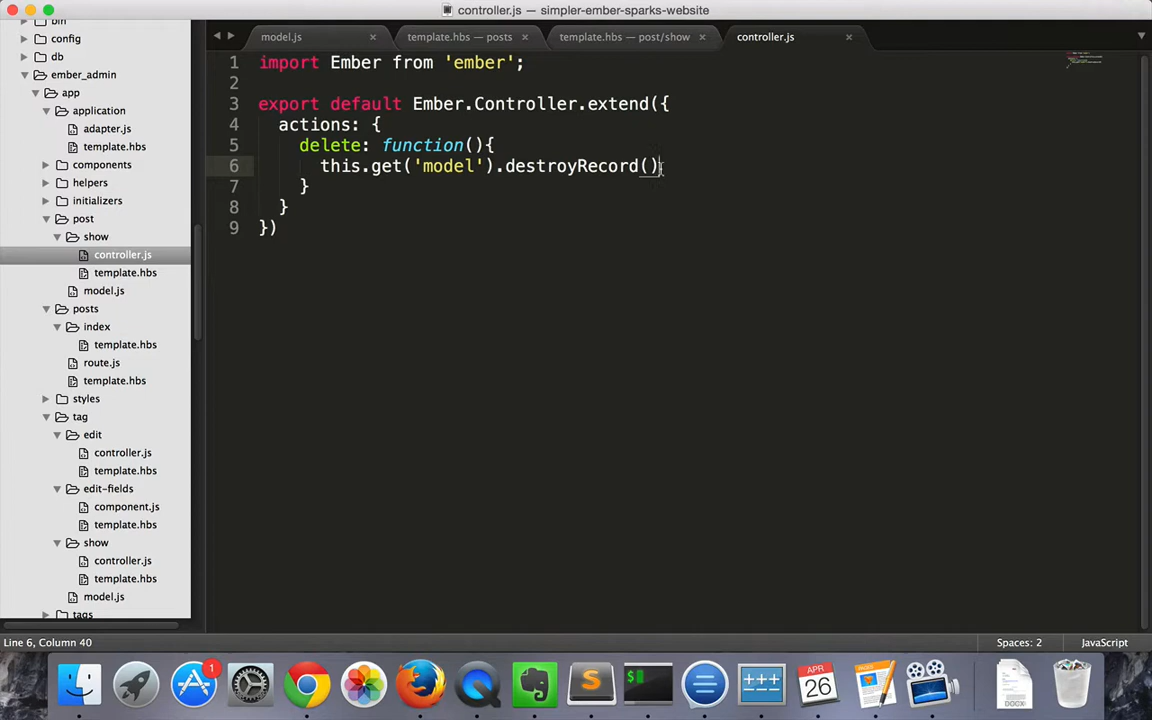 controller.js — simpler-ember-sparks-website
model.js
template.hbs — posts
template.hbs — post/show
controller.js
bin
config
db
ember_admin
app
application
adapter.js
template.hbs
components
helpers
initializers
post
show
controller.js
template.hbs
model.js
posts
index
template.hbs
route.js
template.hbs
styles
tag
edit
controller.js
template.hbs
edit-fields
component.js
template.hbs
show
controller.js
template.hbs
model.js
tags
1 import Ember from 'ember';
2
3 export default Ember.Controller.extend({
4 actions: {
5 delete: function(){
6 this.get('model').destroyRecord()
7 }
8 }
9 })
Line 6, Column 40
Spaces: 2
JavaScript
1
APR
26
DOCX